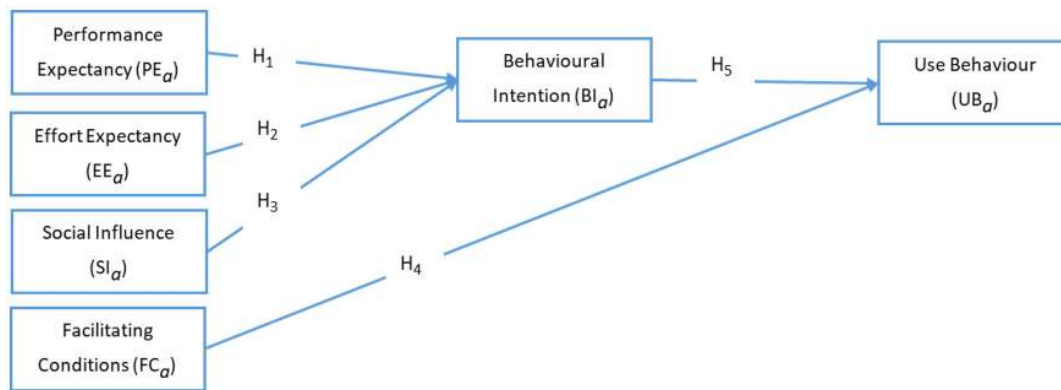 Performance
Expectancy (PEₐ)
H₁
Behavioural
Intention (BIₐ)
H₅
Use Behaviour
(UBₐ)
Effort Expectancy
(EEₐ)
H₂
Social Influence
(SIₐ)
H₃
H₄
Facilitating
Conditions (FCₐ)